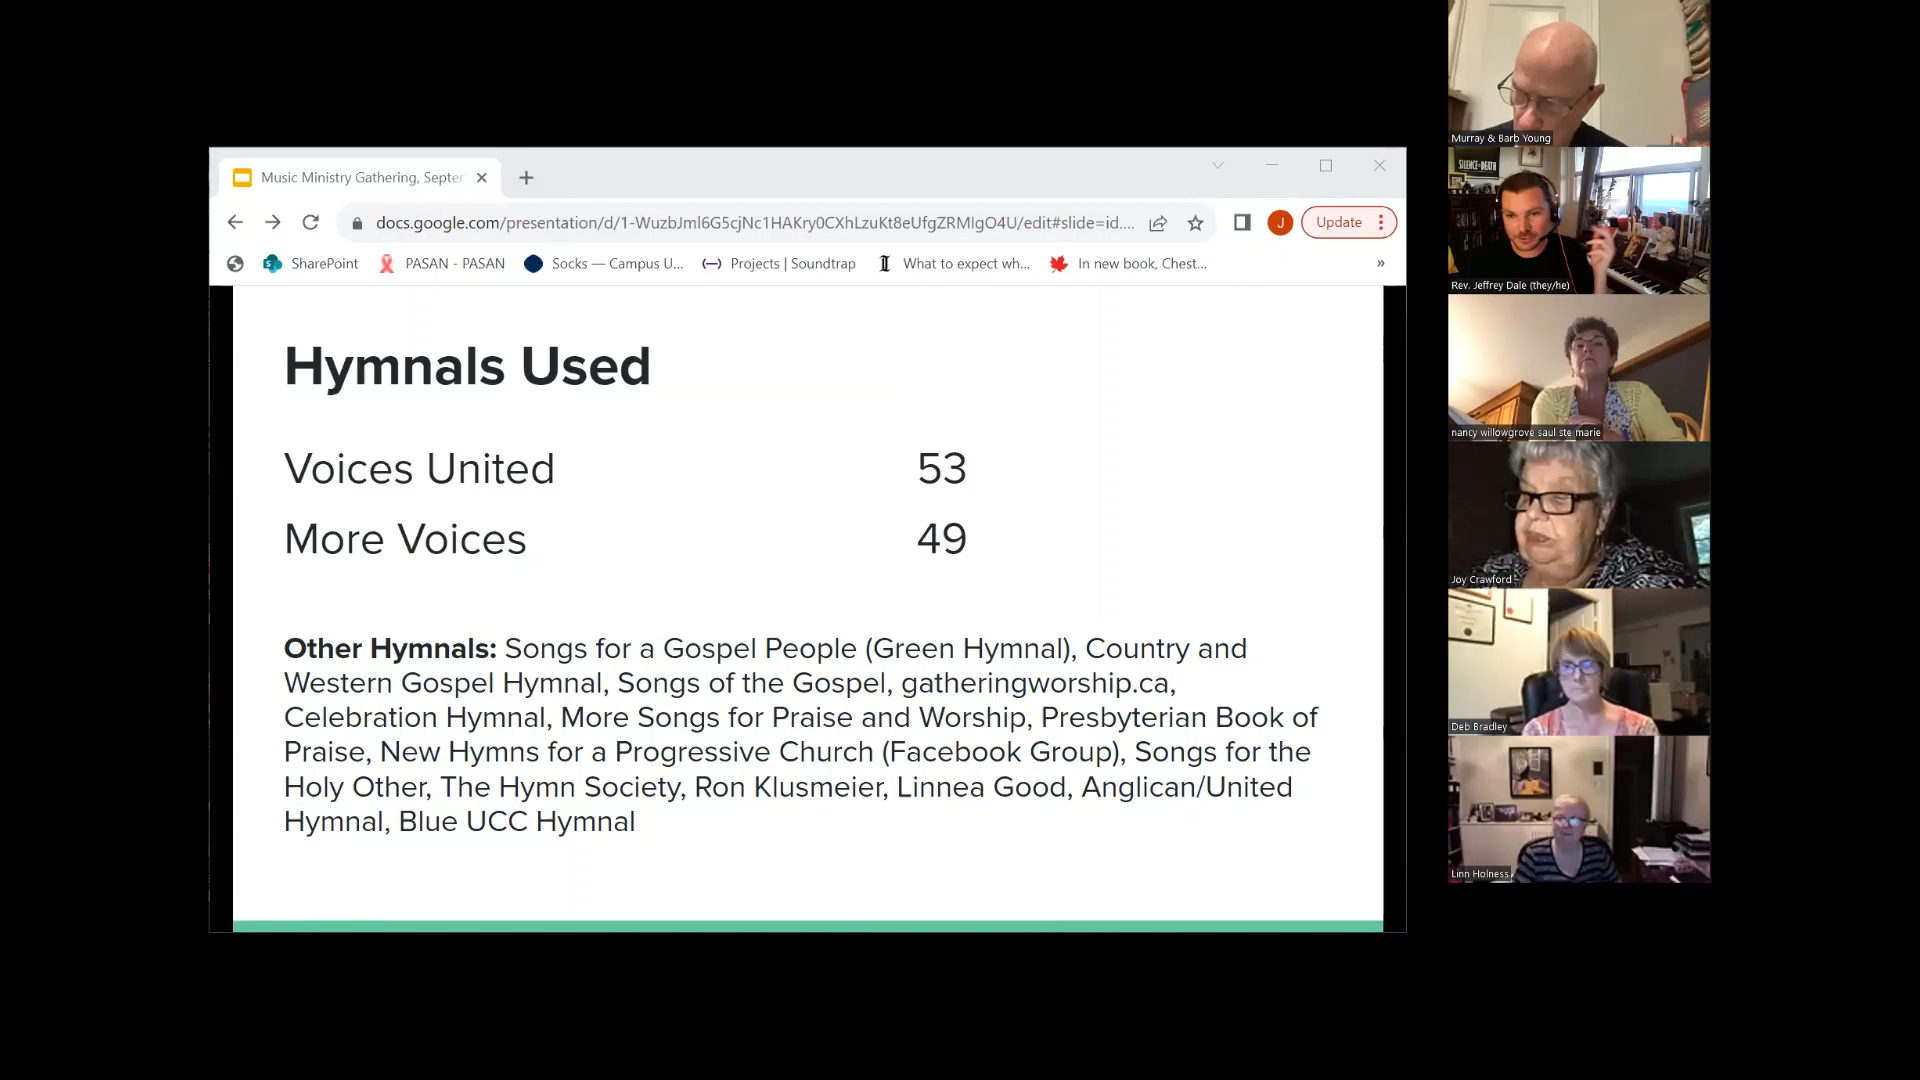 Music Ministry Gathering, Septer
docs.google.com/presentation/d/1-WuzbJml6G5cjNc1HAKry0CXhLzuKt8eUfgZRMIgO4U/edit#slide=id....
J
Update
SharePoint
PASAN - PASAN
Socks — Campus U...
Projects | Soundtrap
What to expect wh...
In new book, Chest...
»
Hymnals Used
Voices United 53
More Voices 49
Other Hymnals: Songs for a Gospel People (Green Hymnal), Country and
Western Gospel Hymnal, Songs of the Gospel, gatheringworship.ca,
Celebration Hymnal, More Songs for Praise and Worship, Presbyterian Book of
Praise, New Hymns for a Progressive Church (Facebook Group), Songs for the
Holy Other, The Hymn Society, Ron Klusmeier, Linnea Good, Anglican/United
Hymnal, Blue UCC Hymnal
Murray & Barb Young
SILENCE=DEATH
Rev. Jeffrey Dale (they/he)
nancy willowgrove saul ste marie
Joy Crawford
Deb Bradley
Linn Holness